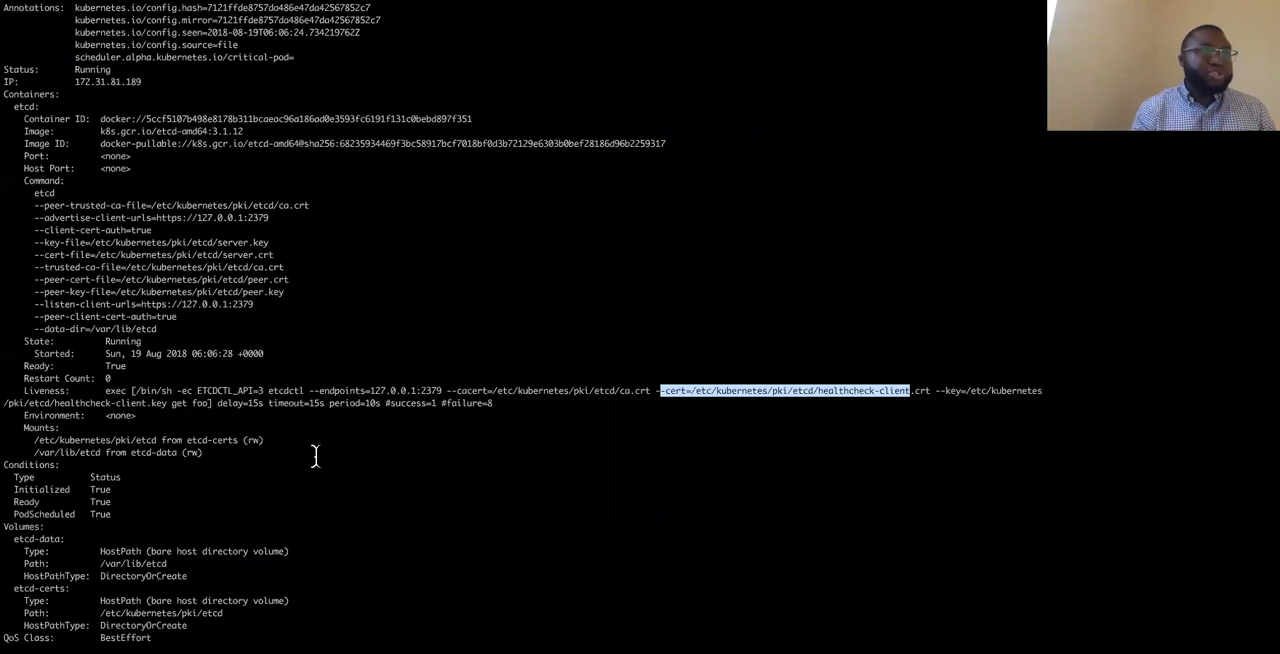 Annotations: kubernetes.io/config.hash=7121ffde8757da486e47da42567852c7
kubernetes.io/config.mirror=7121ffde8757da486e47da42567852c7
kubernetes.io/config.seen=2018-08-19T06:06:24.734219762Z
kubernetes.io/config.source=file
scheduler.alpha.kubernetes.io/critical-pod=
Status: Running
IP: 172.31.81.189
Containers:
etcd:
Container ID: docker://5ccf5107b498e8178b311bcaeac96a186ad0e3593fc6191f131c0bebd897f351
Image: k8s.gcr.io/etcd-amd64:3.1.12
Image ID: docker-pullable://k8s.gcr.io/etcd-amd64@sha256:68235934469f3bc58917bcf7018bf0d3b72129e6303b0bef28186d96b2259317
Port: <none>
Host Port: <none>
Command:
etcd
--peer-trusted-ca-file=/etc/kubernetes/pki/etcd/ca.crt
--advertise-client-urls=https://127.0.0.1:2379
--client-cert-auth=true
--key-file=/etc/kubernetes/pki/etcd/server.key
--cert-file=/etc/kubernetes/pki/etcd/server.crt
--trusted-ca-file=/etc/kubernetes/pki/etcd/ca.crt
--peer-cert-file=/etc/kubernetes/pki/etcd/peer.crt
--peer-key-file=/etc/kubernetes/pki/etcd/peer.key
--listen-client-urls=https://127.0.0.1:2379
--peer-client-cert-auth=true
--data-dir=/var/lib/etcd
State: Running
Started: Sun, 19 Aug 2018 06:06:28 +0000
Ready: True
Restart Count: 0
Liveness: exec [/bin/sh -ec ETCDCTL_API=3 etcdctl --endpoints=127.0.0.1:2379 --cacert=/etc/kubernetes/pki/etcd/ca.crt --cert=/etc/kubernetes/pki/etcd/healthcheck-client.crt --key=/etc/kubernetes
/pki/etcd/healthcheck-client.key get foo] delay=15s timeout=15s period=10s #success=1 #failure=8
Environment: <none>
Mounts:
/etc/kubernetes/pki/etcd from etcd-certs (rw)
/var/lib/etcd from etcd-data (rw)
Conditions:
Type Status
Initialized True
Ready True
PodScheduled True
Volumes:
etcd-data:
Type: HostPath (bare host directory volume)
Path: /var/lib/etcd
HostPathType: DirectoryOrCreate
etcd-certs:
Type: HostPath (bare host directory volume)
Path: /etc/kubernetes/pki/etcd
HostPathType: DirectoryOrCreate
QoS Class: BestEffort